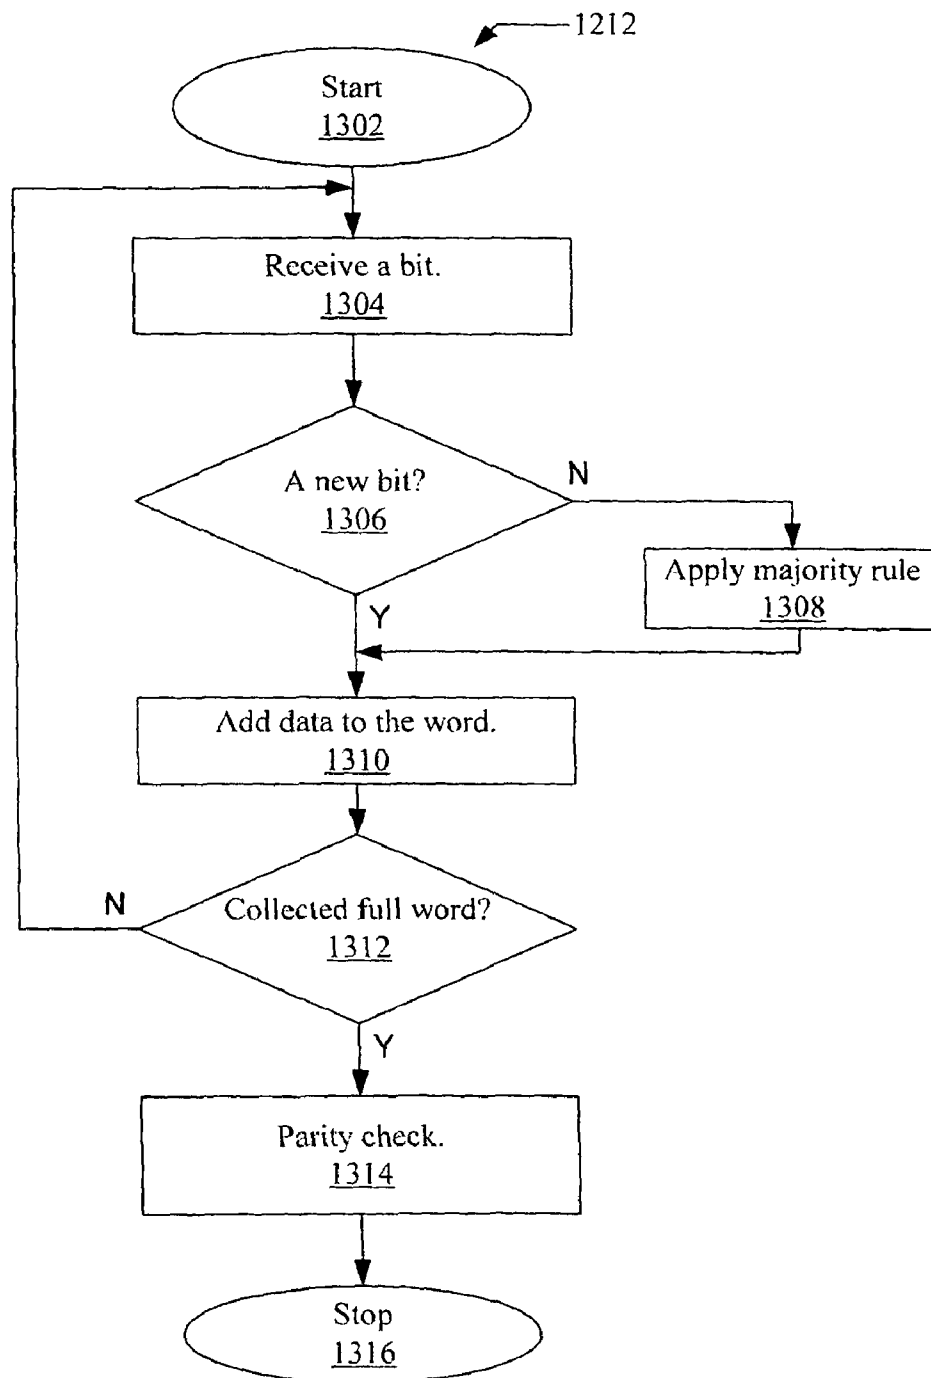 1212
Start
1302
Receive a bit.
1304
A new bit?
1306
N
Apply majority rule
1308
Y
Add data to the word.
1310
N
Collected full word?
1312
Y
Parity check.
1314
Stop
1316